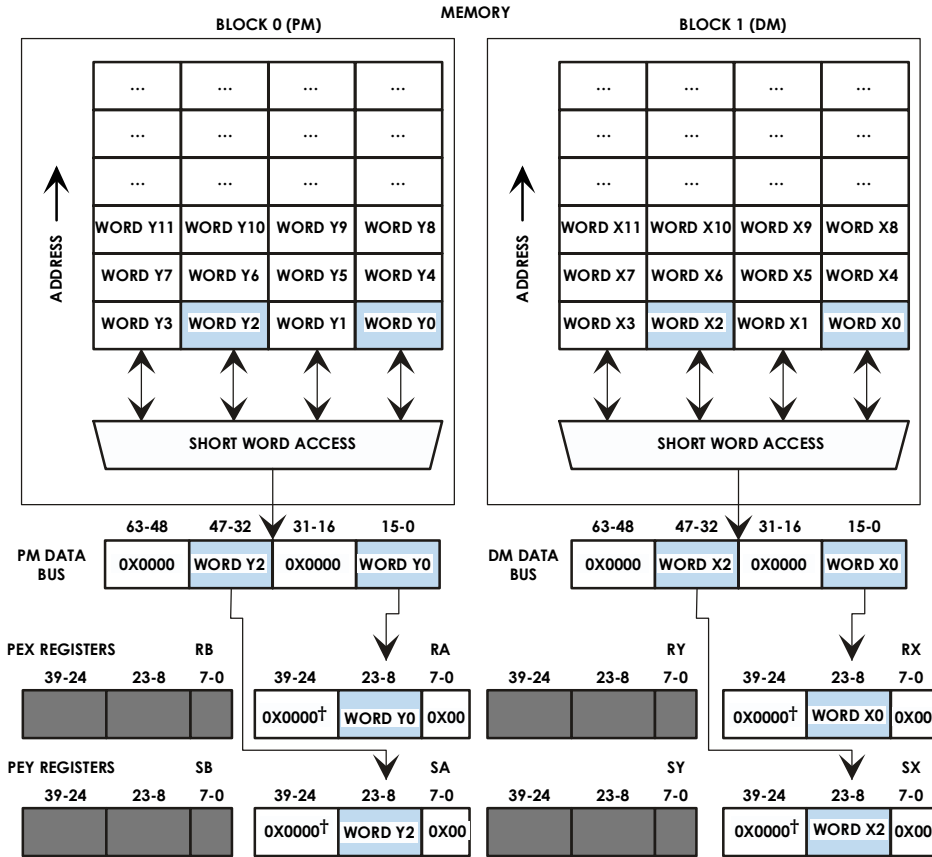 MEMORY
BLOCK 0 (PM) BLOCK 1 (DM)
... ... ... ... ... ... ... ...
... ... ... ... ... ... ... ...
... ... ... ... ... ... ... ...
ADDRESS ADDRESS
WORD Y11 WORD Y10 WORD Y9 WORD Y8 WORD X11 WORD X10 WORD X9 WORD X8
WORD Y7 WORD Y6 WORD Y5 WORD Y4 WORD X7 WORD X6 WORD X5 WORD X4
WORD Y3 WORD Y2 WORD Y1 WORD Y0 WORD X3 WORD X2 WORD X1 WORD X0
SHORT WORD ACCESS SHORT WORD ACCESS
63-48 47-32 31-16 15-0 63-48 47-32 31-16 15-0
PM DATA BUS 0X0000 WORD Y2 0X0000 WORD Y0 DM DATA BUS 0X0000 WORD X2 0X0000 WORD X0
PEX REGISTERS RB RA RY RX
39-24 23-8 7-0 39-24 23-8 7-0 39-24 23-8 7-0 39-24 23-8 7-0
0X0000† WORD Y0 0X00 0X0000† WORD X0 0X00
PEY REGISTERS SB SA SY SX
39-24 23-8 7-0 39-24 23-8 7-0 39-24 23-8 7-0 39-24 23-8 7-0
0X0000† WORD Y2 0X00 0X0000† WORD X2 0X00